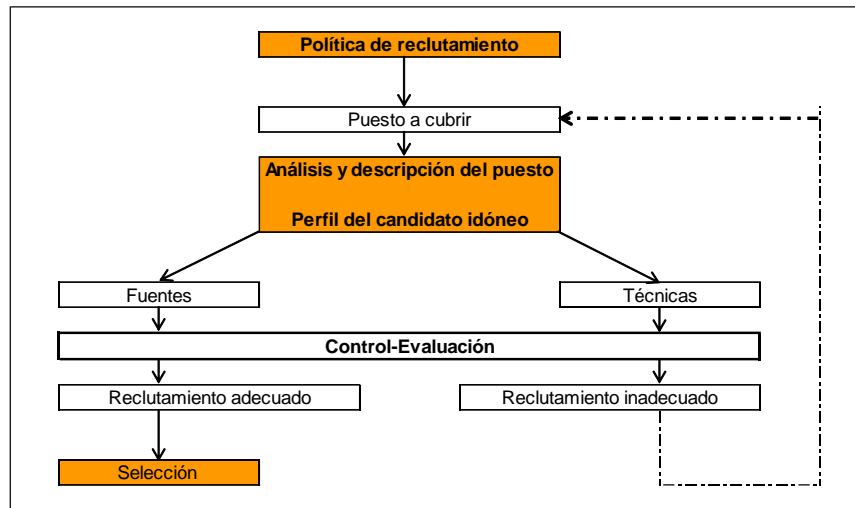 Política de reclutamiento
Puesto a cubrir
Análisis y descripción del puesto
Perfil del candidato idóneo
Fuentes
Técnicas
Control-Evaluación
Reclutamiento adecuado
Reclutamiento inadecuado
Selección